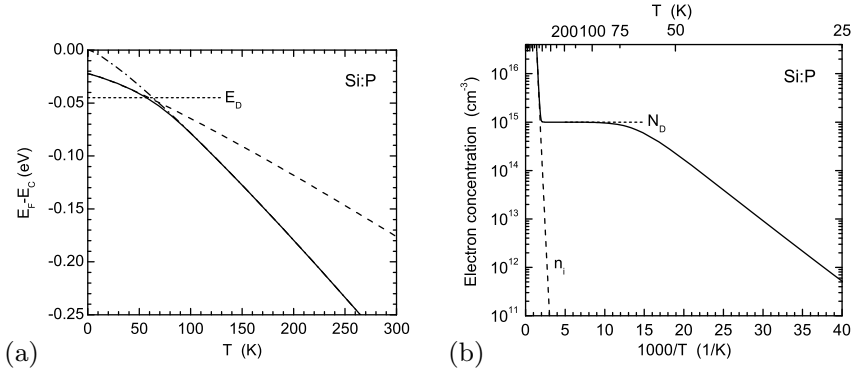 0.00
-0.05
-0.10
-0.15
-0.20
-0.25
E_F-E_C (eV)
Si:P
E_D
0 50 100 150 200 250 300
T (K)
(a)
T (K)
200 100 75 50 25
10^16
10^15
10^14
10^13
10^12
10^11
Electron concentration (cm^-3)
Si:P
N_D
n_i
0 5 10 15 20 25 30 35 40
1000/T (1/K)
(b)